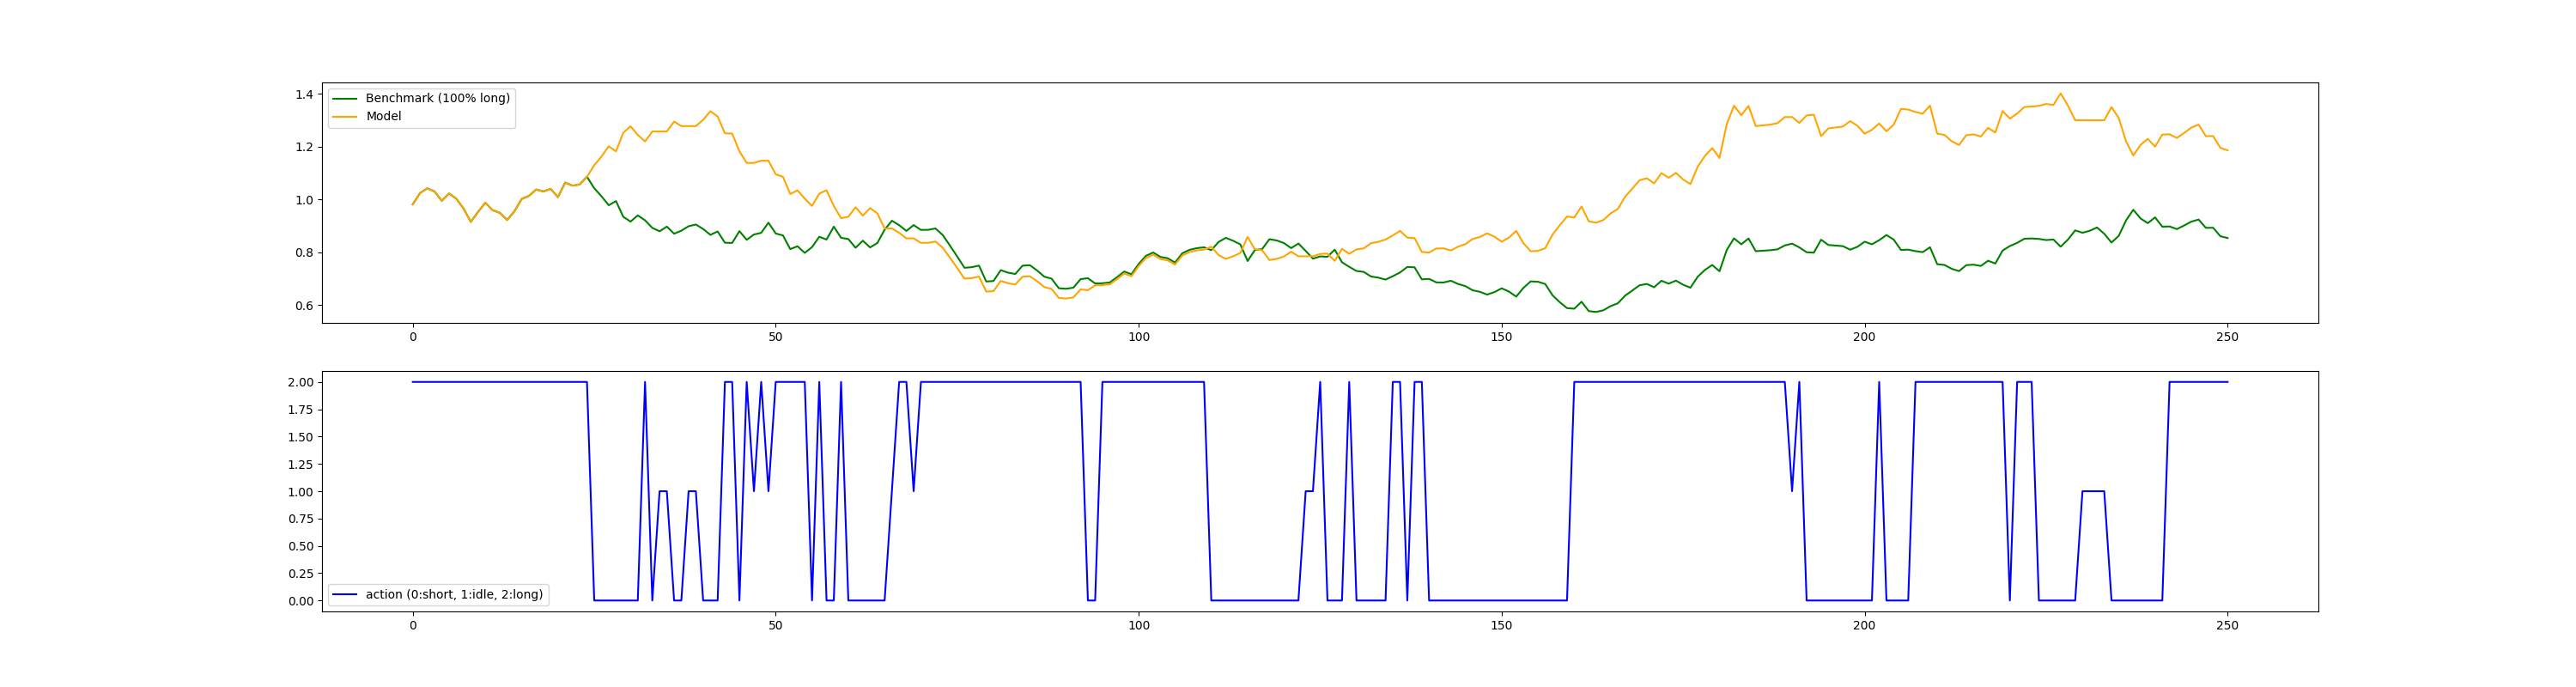 1.4
Benchmark (100% long)
Model
1.2
1.0
0.8
0.6
0 50 100 150 200 250
2.00
1.75
1.50
1.25
1.00
0.75
0.50
0.25
action (0:short, 1:idle, 2:long)
0.00
0 50 100 150 200 250